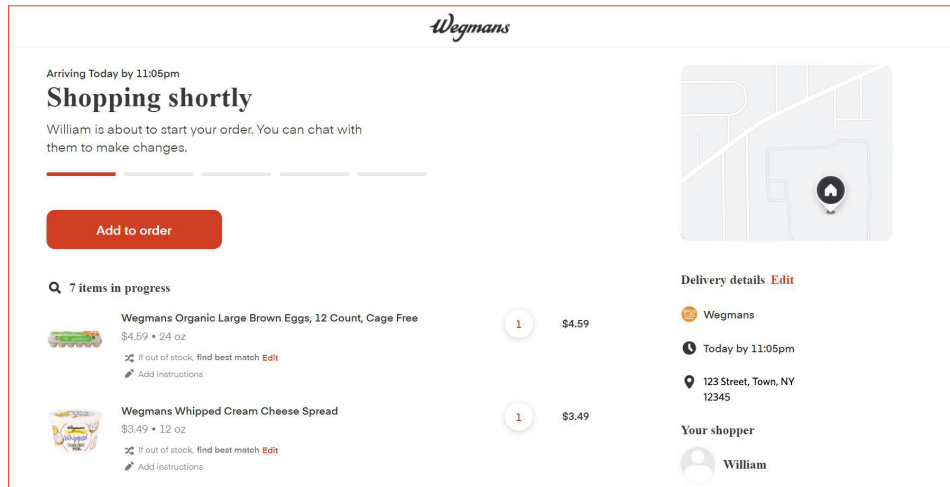 Wegmans
Arriving Today by 11:05pm
Shopping shortly
William is about to start your order. You can chat with
them to make changes.
Add to order
7 items in progress
Wegmans Organic Large Brown Eggs, 12 Count, Cage Free
$4.59 • 24 oz
If out of stock, find best match Edit
Add instructions
1
$4.59
Wegmans Whipped Cream Cheese Spread
$3.49 • 12 oz
If out of stock, find best match Edit
Add instructions
1
$3.49
Delivery details Edit
Wegmans
Today by 11:05pm
123 Street, Town, NY
12345
Your shopper
William